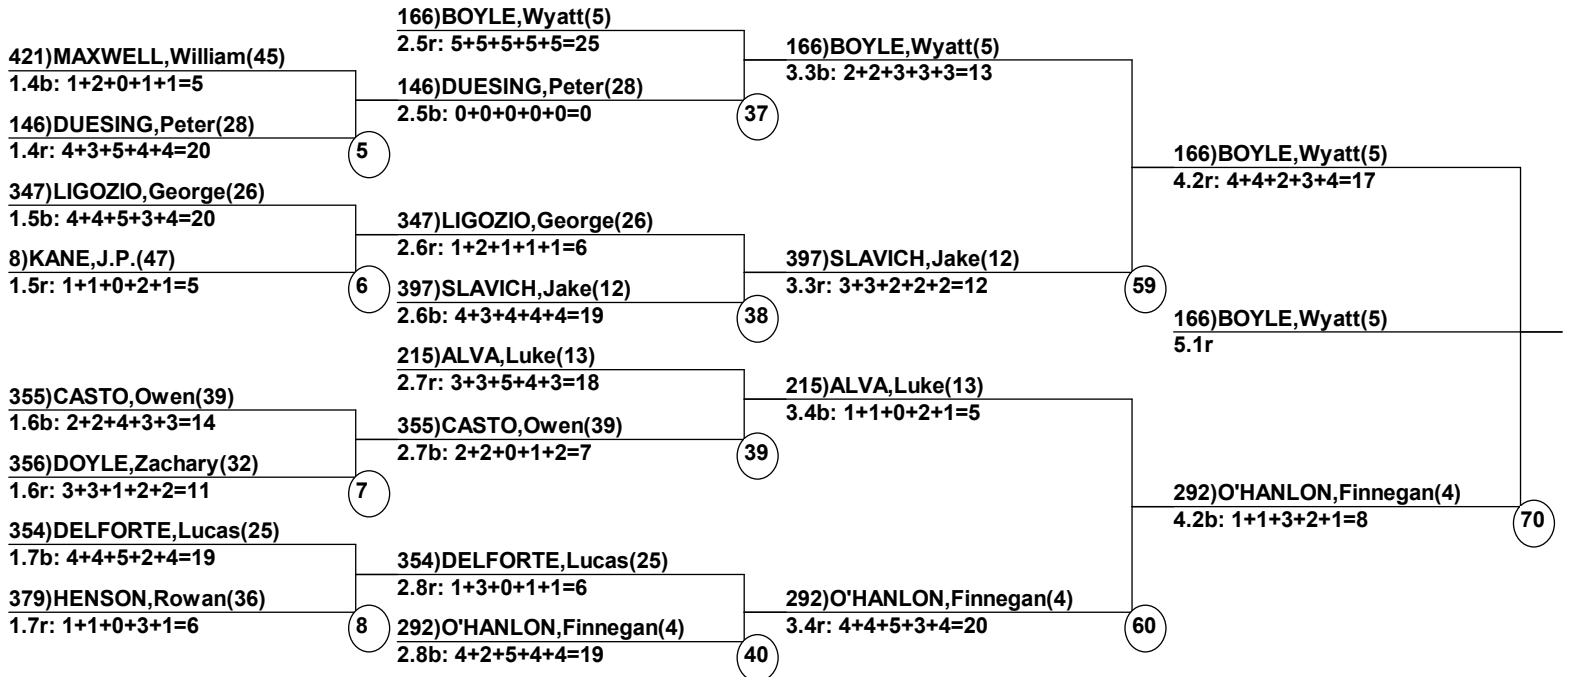 421)MAXWELL,William(45)
1.4b: 1+2+0+1+1=5
146)DUESING,Peter(28)
1.4r: 4+3+5+4+4=20
5
347)LIGOZIO,George(26)
1.5b: 4+4+5+3+4=20
8)KANE,J.P.(47)
1.5r: 1+1+0+2+1=5
6
355)CASTO,Owen(39)
1.6b: 2+2+4+3+3=14
356)DOYLE,Zachary(32)
1.6r: 3+3+1+2+2=11
7
354)DELFORTE,Lucas(25)
1.7b: 4+4+5+2+4=19
379)HENSON,Rowan(36)
1.7r: 1+1+0+3+1=6
8
166)BOYLE,Wyatt(5)
2.5r: 5+5+5+5+5=25
146)DUESING,Peter(28)
2.5b: 0+0+0+0+0=0
37
347)LIGOZIO,George(26)
2.6r: 1+2+1+1+1=6
397)SLAVICH,Jake(12)
2.6b: 4+3+4+4+4=19
38
215)ALVA,Luke(13)
2.7r: 3+3+5+4+3=18
355)CASTO,Owen(39)
2.7b: 2+2+0+1+2=7
39
354)DELFORTE,Lucas(25)
2.8r: 1+3+0+1+1=6
292)O'HANLON,Finnegan(4)
2.8b: 4+2+5+4+4=19
40
166)BOYLE,Wyatt(5)
3.3b: 2+2+3+3+3=13
397)SLAVICH,Jake(12)
3.3r: 3+3+2+2+2=12
59
215)ALVA,Luke(13)
3.4b: 1+1+0+2+1=5
292)O'HANLON,Finnegan(4)
3.4r: 4+4+5+3+4=20
60
166)BOYLE,Wyatt(5)
4.2r: 4+4+2+3+4=17
166)BOYLE,Wyatt(5)
5.1r
292)O'HANLON,Finnegan(4)
4.2b: 1+1+3+2+1=8
70